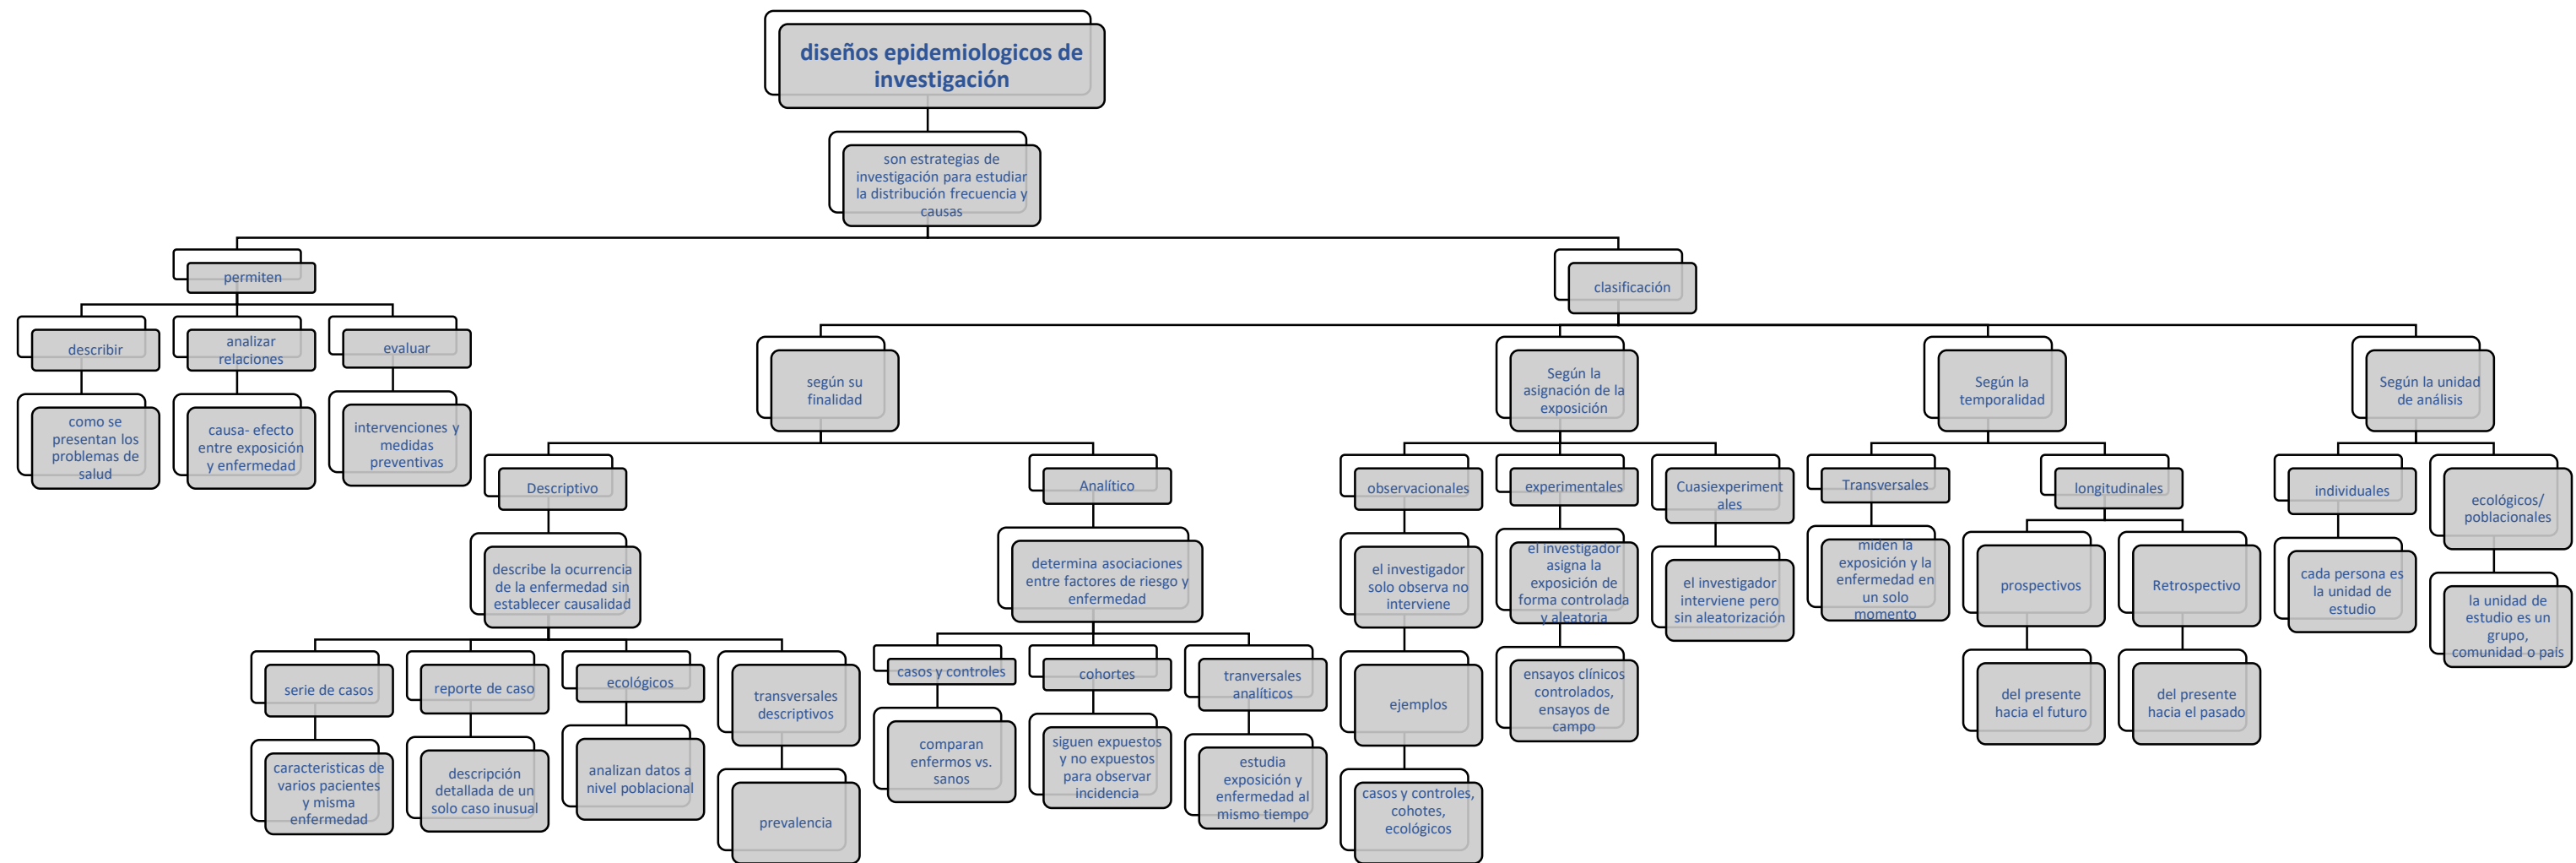 diseños epidemiologicos de
investigación
son estrategias de
investigación para estudiar
la distribución frecuencia y
causas
permiten
describir
como se
presentan los
problemas de
salud
analizar
relaciones
causa- efecto
entre exposición
y enfermedad
evaluar
intervenciones y
medidas
preventivas
clasificación
según su
finalidad
Descriptivo
describe la ocurrencia
de la enfermedad sin
establecer causalidad
serie de casos
caracteristicas de
varios pacientes
y misma
enfermedad
reporte de caso
descripción
detallada de un
solo caso inusual
ecológicos
analizan datos a
nivel poblacional
transversales
descriptivos
prevalencia
Analítico
determina asociaciones
entre factores de riesgo y
enfermedad
casos y controles
comparan
enfermos vs.
sanos
cohortes
siguen expuestos
y no expuestos
para observar
incidencia
tranversales
analíticos
estudia
exposición y
enfermedad al
mismo tiempo
Según la
asignación de la
exposición
observacionales
el investigador
solo observa no
interviene
ejemplos
casos y controles,
cohotes,
ecológicos
experimentales
el investigador
asigna la
exposición de
forma controlada
y aleatoria
ensayos clínicos
controlados,
ensayos de
campo
Cuasiexperiment
ales
el investigador
interviene pero
sin aleatorización
Según la
temporalidad
Transversales
miden la
exposición y la
enfermedad en
un solo
momento
longitudinales
prospectivos
del presente
hacia el futuro
Retrospectivo
del presente
hacia el pasado
Según la unidad
de análisis
individuales
cada persona es
la unidad de
estudio
ecológicos/
poblacionales
la unidad de
estudio es un
grupo,
comunidad o país